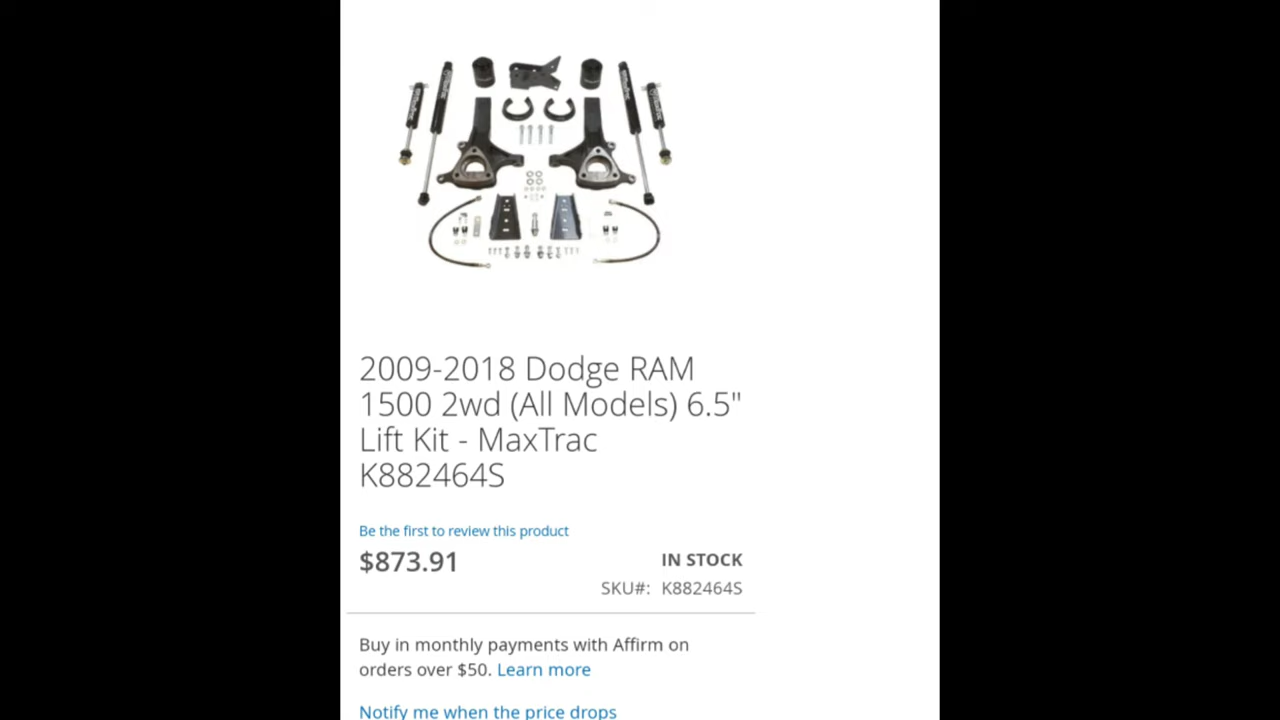 2009-2018 Dodge RAM
1500 2wd (All Models) 6.5"
Lift Kit - MaxTrac
K882464S
Be the first to review this product
$873.91
IN STOCK
SKU#: K882464S
Buy in monthly payments with Affirm on
orders over $50. Learn more
Notify me when the price drops